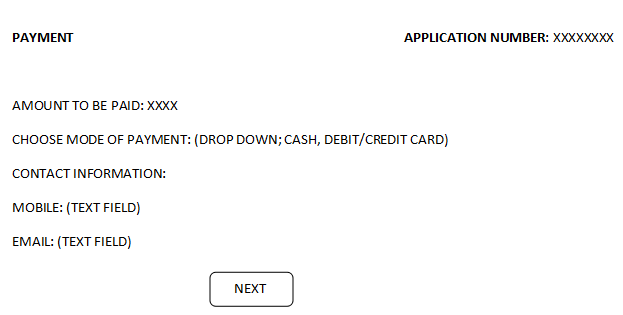 PAYMENT APPLICATION NUMBER: XXXXXXXX
AMOUNT TO BE PAID: XXXX
CHOOSE MODE OF PAYMENT: (DROP DOWN; CASH, DEBIT/CREDIT CARD)
CONTACT INFORMATION:
MOBILE: (TEXT FIELD)
EMAIL: (TEXT FIELD)
NEXT